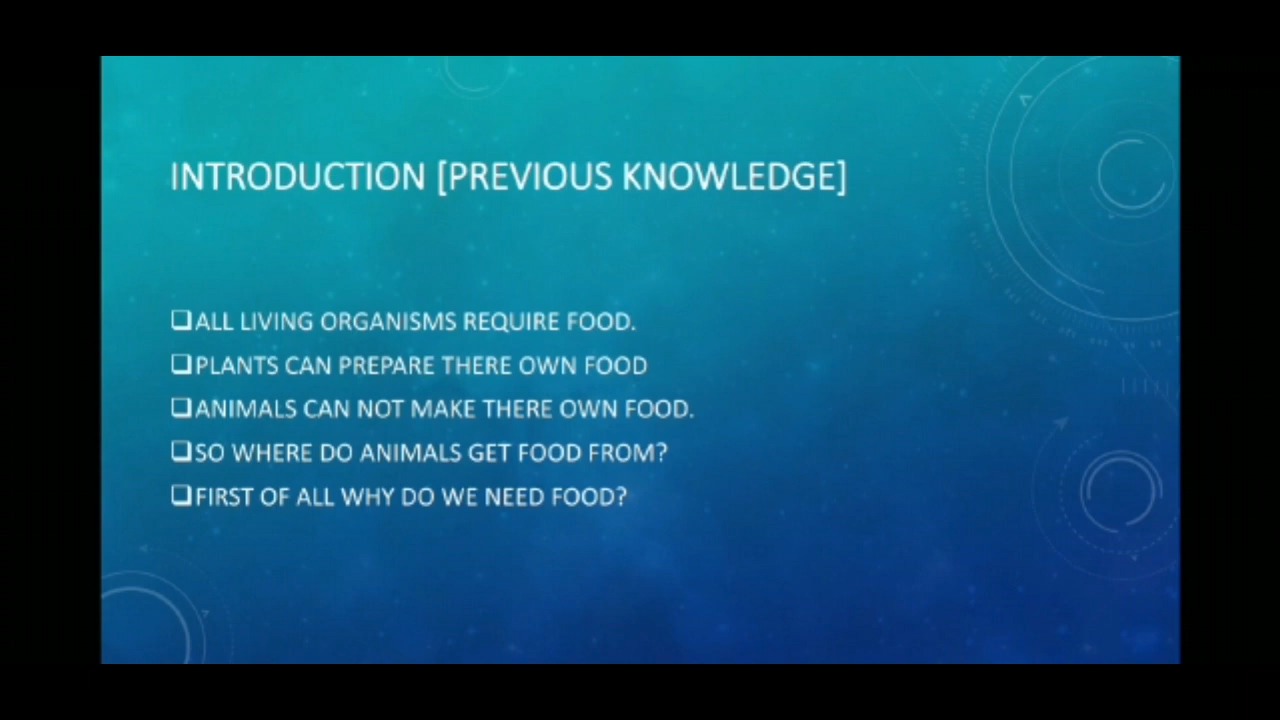 INTRODUCTION [PREVIOUS KNOWLEDGE]
ALL LIVING ORGANISMS REQUIRE FOOD.
PLANTS CAN PREPARE THERE OWN FOOD
ANIMALS CAN NOT MAKE THERE OWN FOOD.
SO WHERE DO ANIMALS GET FOOD FROM?
FIRST OF ALL WHY DO WE NEED FOOD?